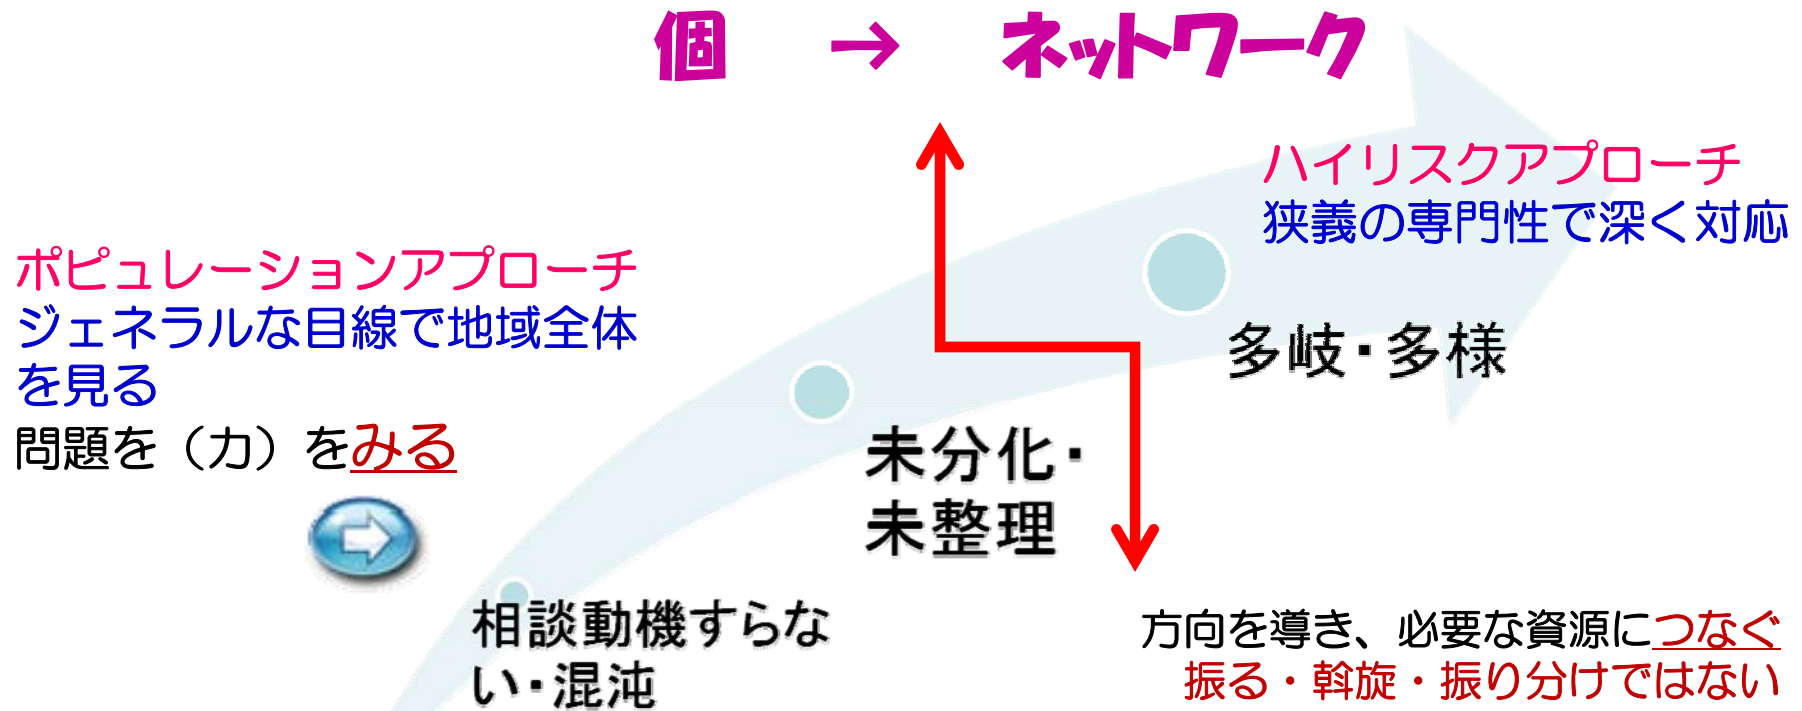 個 → ネットワーク
ハイリスクアプローチ
狭義の専門性で深く対応
ポピュレーションアプローチ
ジェネラルな目線で地域全体
を見る
問題を（力）をみる
多岐・多様
未分化・
未整理
相談動機すらな
い・混沌
方向を導き、必要な資源につなぐ
振る・斡旋・振り分けではない